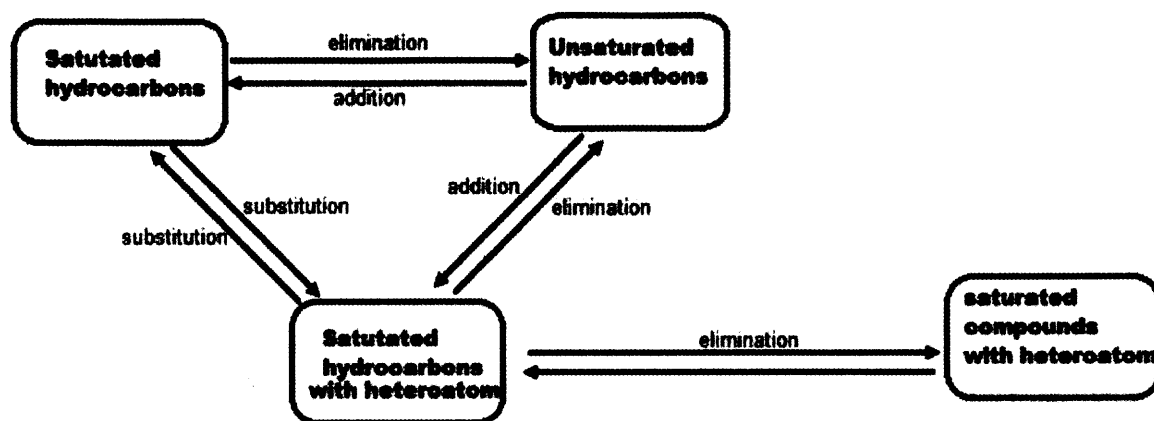 elimination
Satutated
hydrocarbons
Unsaturated
hydrocarbons
addition
addition
substitution
elimination
substitution
Satutated
hydrocarbons
with heteroatom
elimination
saturated
compounds
with heteroatom